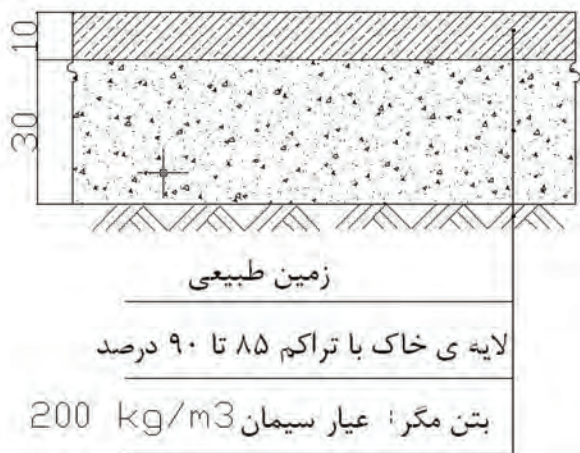 10
30
زمین طبیعی
لایه ی خاک با تراکم ۸۵ تا ۹۰ درصد
بتن مگر: عیار سیمان 200 kg/m3